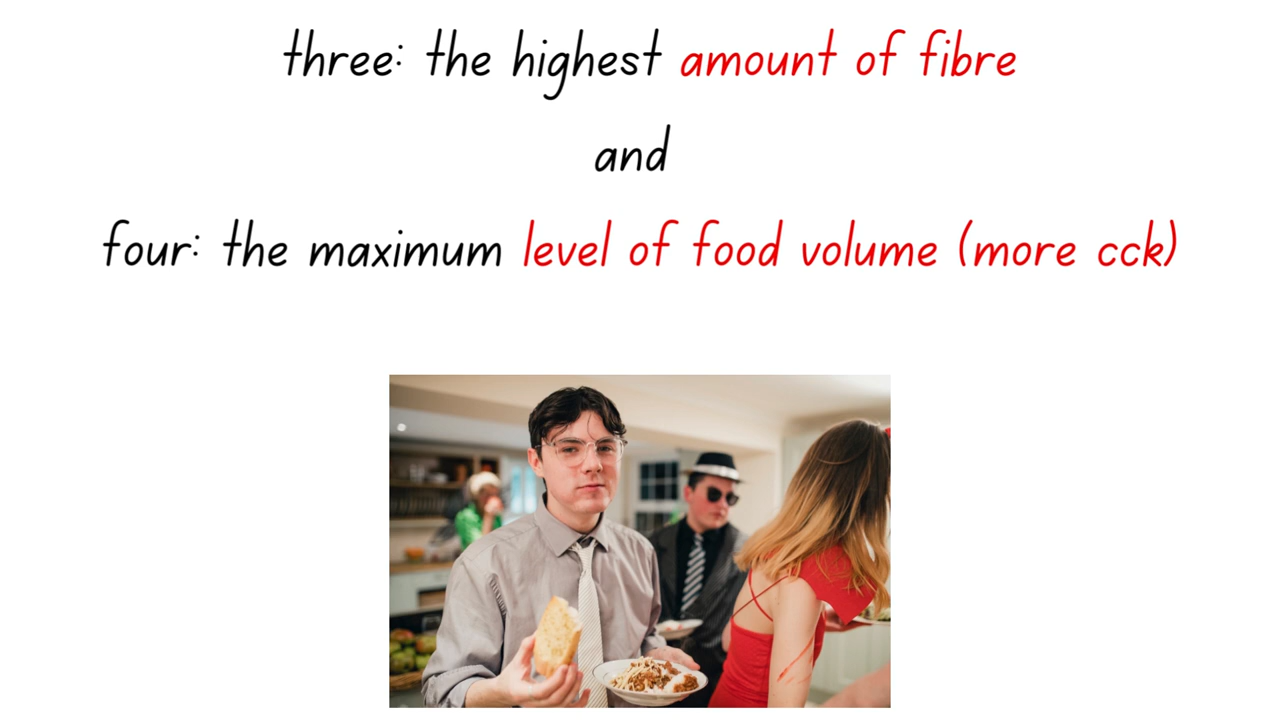 three: the highest amount of fibre
and
four: the maximum level of food volume (more cck)